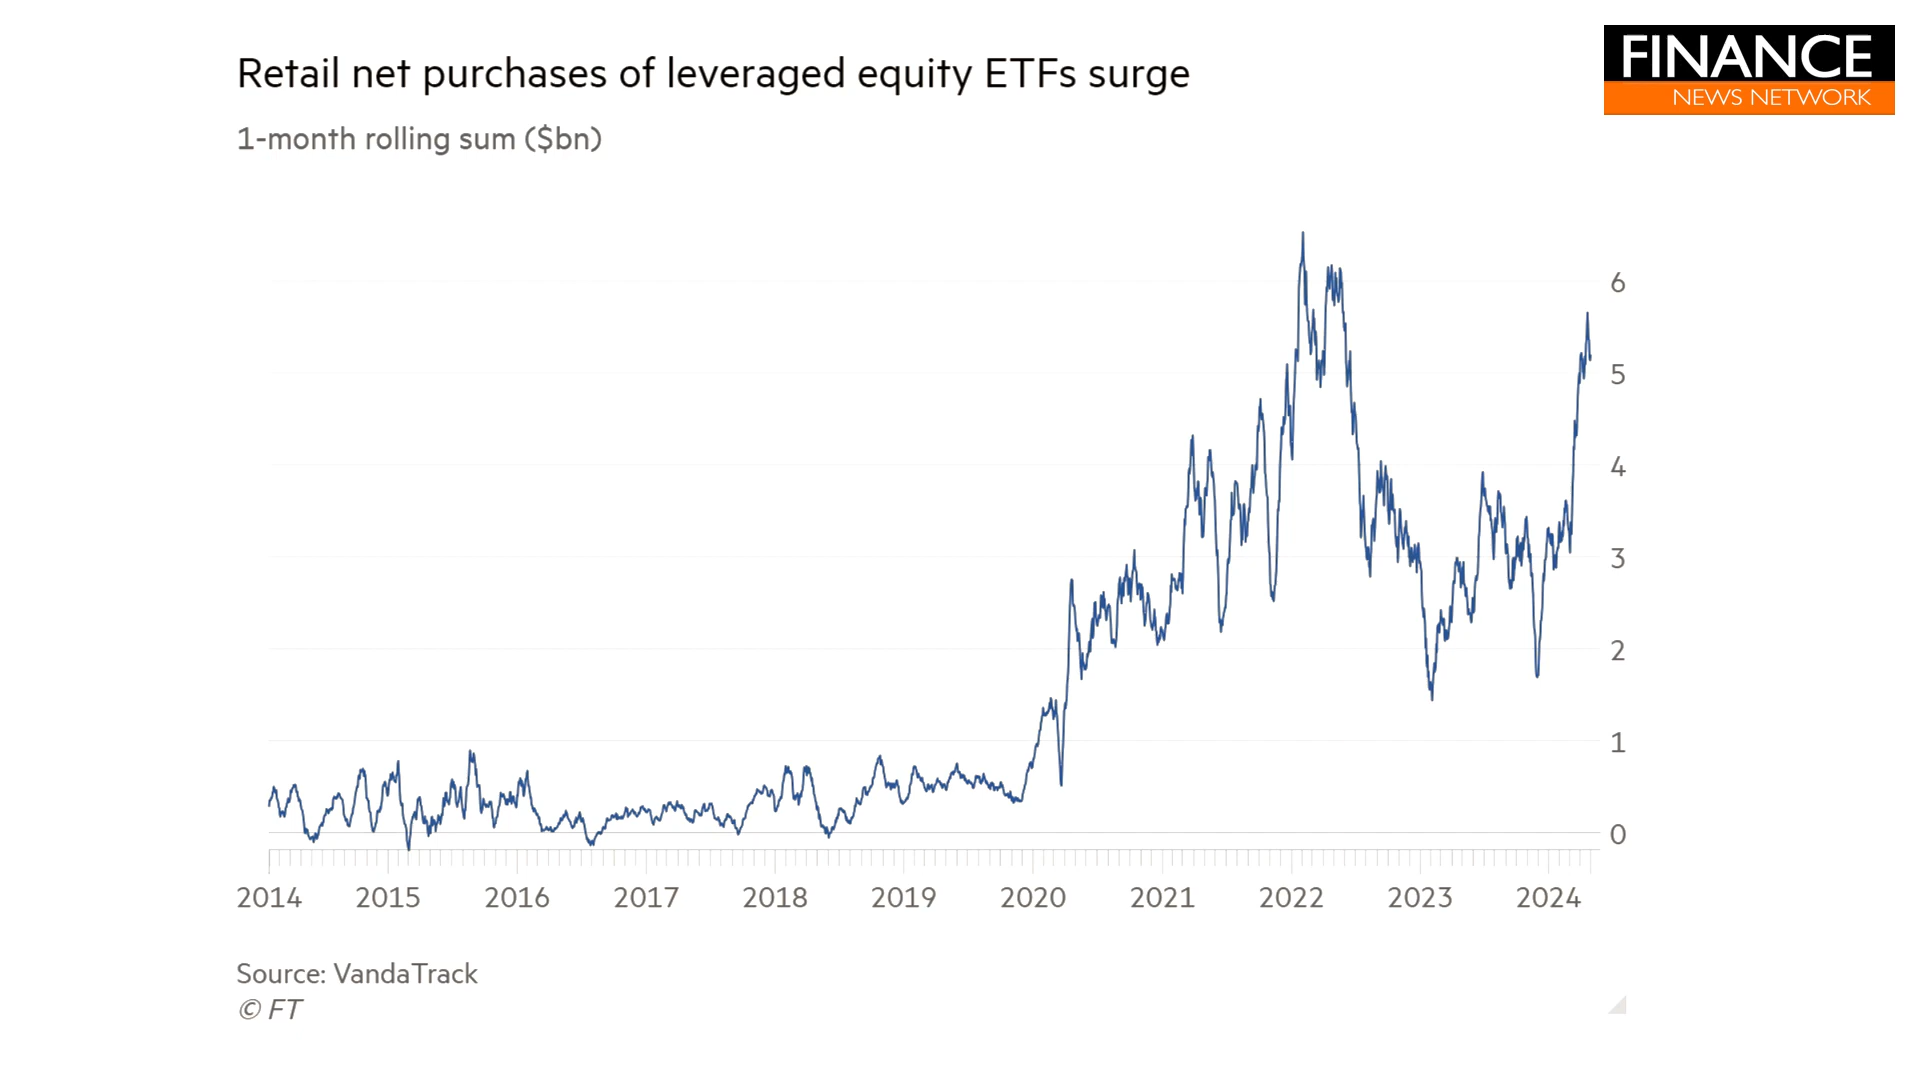 FINANCE
NEWS NETWORK
Retail net purchases of leveraged equity ETFs surge
1-month rolling sum ($bn)
6
5
4
3
2
1
0
2014 2015 2016 2017 2018 2019 2020 2021 2022 2023 2024
Source: VandaTrack
© FT